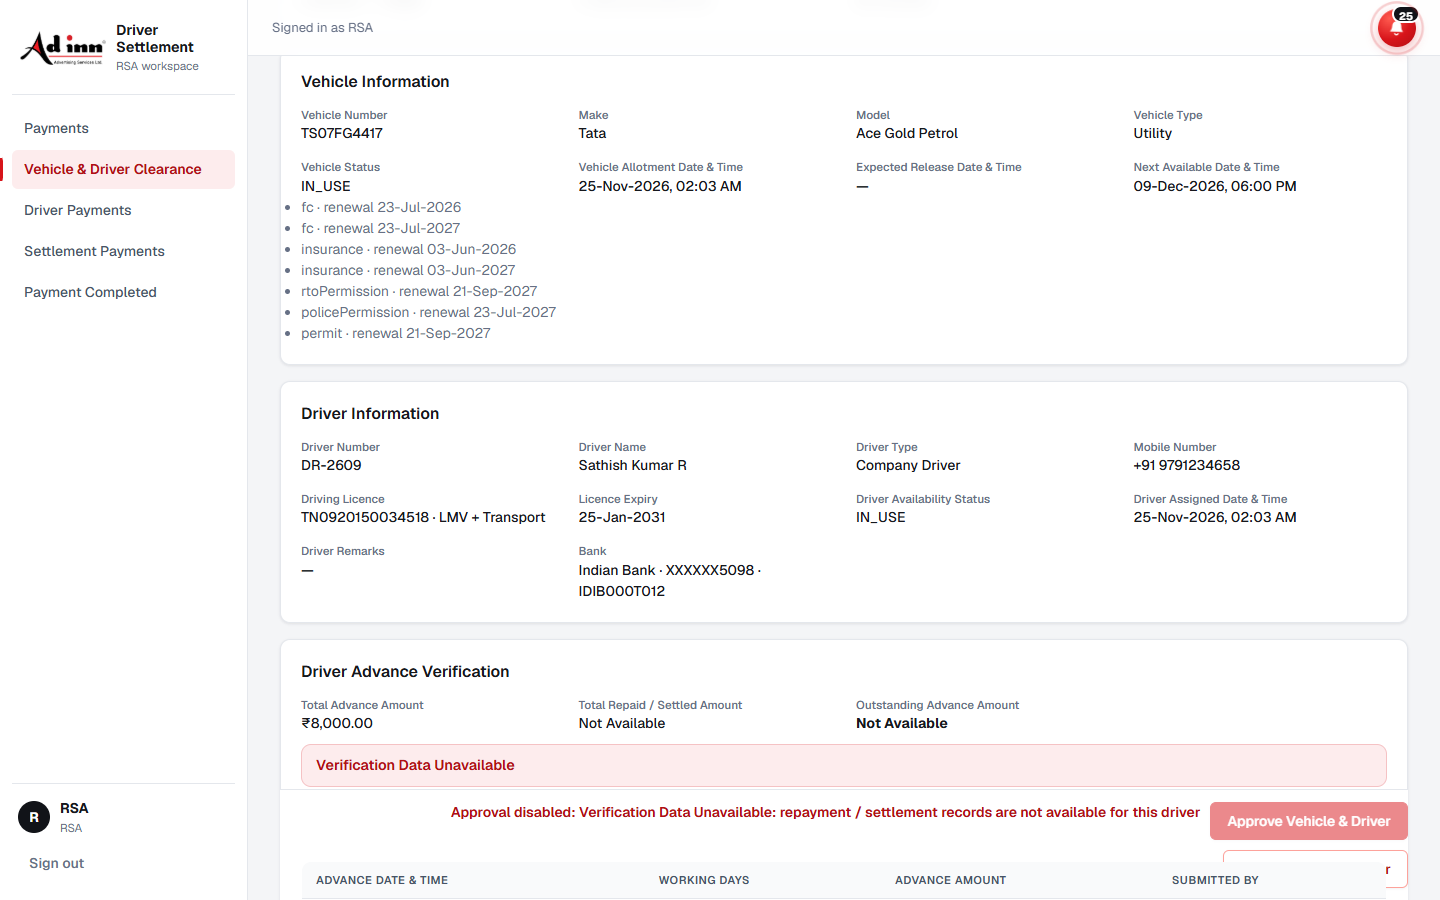 Ad inn
Advertising Services Ltd
Driver
Settlement
RSA workspace
Signed in as RSA
25
Payments
Vehicle & Driver Clearance
Driver Payments
Settlement Payments
Payment Completed
R
RSA
RSA
Sign out
Vehicle Information
Vehicle Number
TS07FG4417
Make
Tata
Model
Ace Gold Petrol
Vehicle Type
Utility
Vehicle Status
IN_USE
Vehicle Allotment Date & Time
25-Nov-2026, 02:03 AM
Expected Release Date & Time
—
Next Available Date & Time
09-Dec-2026, 06:00 PM
fc · renewal 23-Jul-2026
fc · renewal 23-Jul-2027
insurance · renewal 03-Jun-2026
insurance · renewal 03-Jun-2027
rtoPermission · renewal 21-Sep-2027
policePermission · renewal 23-Jul-2027
permit · renewal 21-Sep-2027
Driver Information
Driver Number
DR-2609
Driver Name
Sathish Kumar R
Driver Type
Company Driver
Mobile Number
+91 9791234658
Driving Licence
TN0920150034518 · LMV + Transport
Licence Expiry
25-Jan-2031
Driver Availability Status
IN_USE
Driver Assigned Date & Time
25-Nov-2026, 02:03 AM
Driver Remarks
—
Bank
Indian Bank · XXXXXX5098 ·
IDIB000T012
Driver Advance Verification
Total Advance Amount
₹8,000.00
Total Repaid / Settled Amount
Not Available
Outstanding Advance Amount
Not Available
Verification Data Unavailable
Approval disabled: Verification Data Unavailable: repayment / settlement records are not available for this driver
Approve Vehicle & Driver
r
ADVANCE DATE & TIME
WORKING DAYS
ADVANCE AMOUNT
SUBMITTED BY